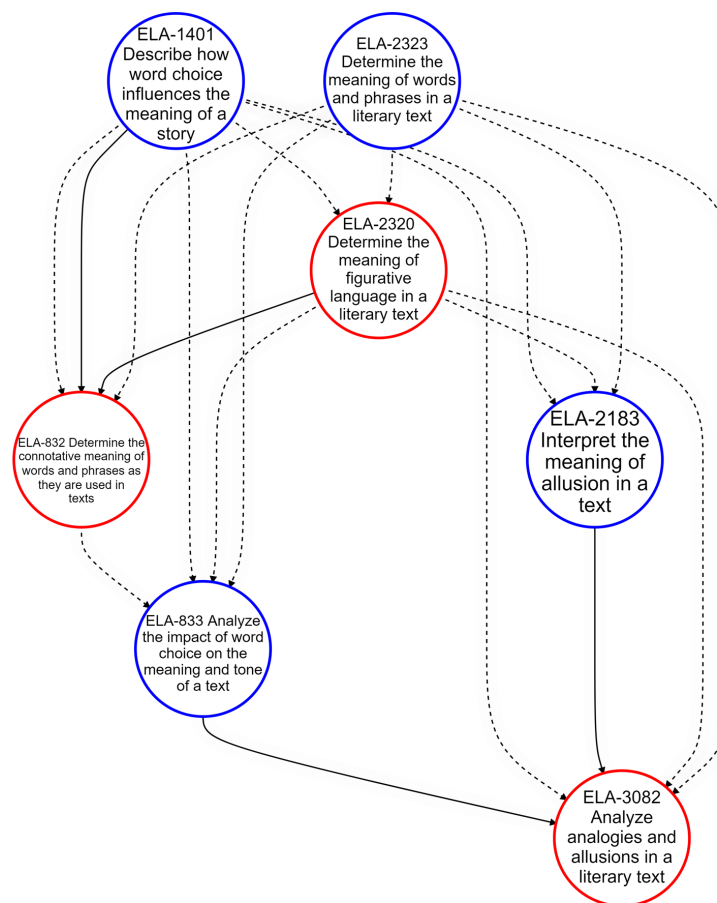 ELA-1401
Describe how
word choice
influences the
meaning of a
story
ELA-2323
Determine the
meaning of words
and phrases in a
literary text
ELA-2320
Determine the
meaning of
figurative
language in a
literary text
ELA-832 Determine the
connotative meaning of
words and phrases as
they are used in
texts
ELA-2183
Interpret the
meaning of
allusion in a
text
ELA-833 Analyze
the impact of word
choice on the
meaning and tone
of a text
ELA-3082
Analyze
analogies and
allusions in a
literary text